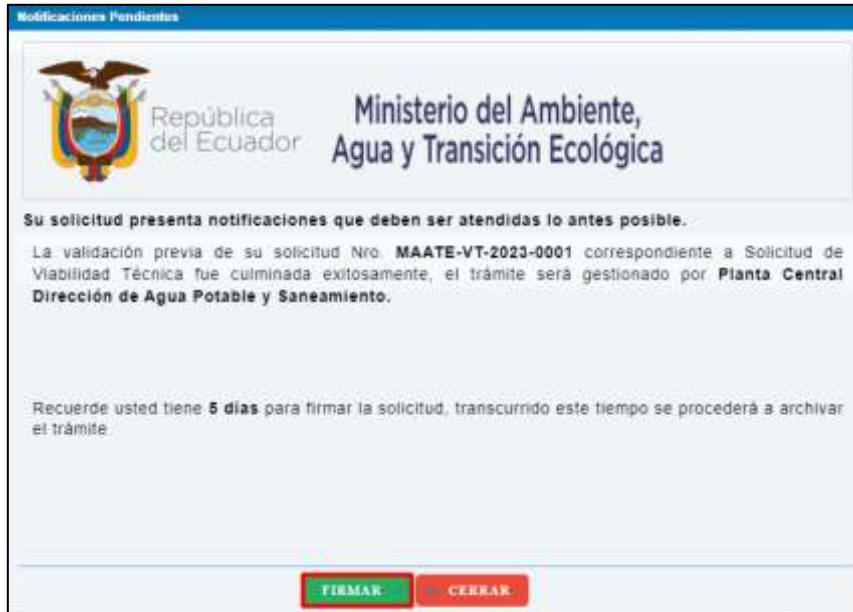 Notificaciones Pendientes
República
del Ecuador
Ministerio del Ambiente,
Agua y Transición Ecológica
Su solicitud presenta notificaciones que deben ser atendidas lo antes posible.
La validación previa de su solicitud Nro. MAATE-VT-2023-0001 correspondiente a Solicitud de
Viabilidad Técnica fue culminada exitosamente, el trámite será gestionado por Planta Central
Dirección de Agua Potable y Saneamiento.
Recuerde usted tiene 5 días para firmar la solicitud, transcurrido este tiempo se procederá a archivar
el trámite
FIRMAR
CERRAR